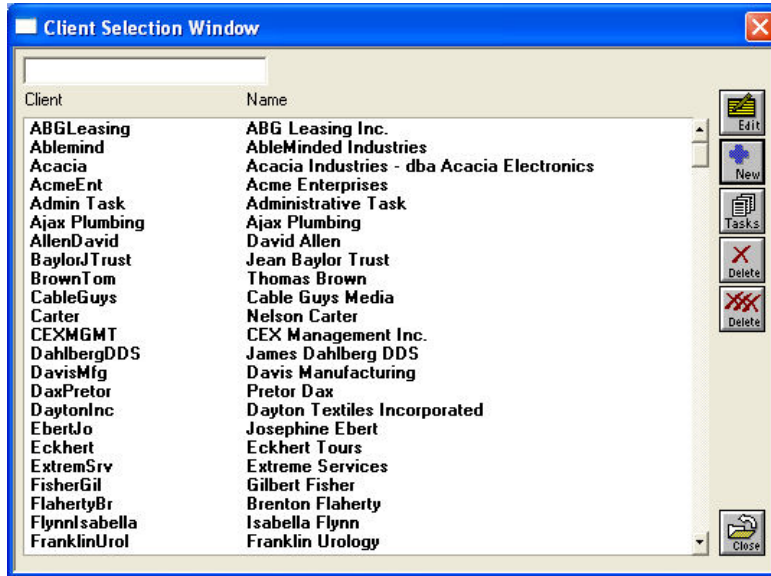 Client Selection Window
Client Name
ABGLeasing ABG Leasing Inc.
Ablemind AbleMinded Industries
Acacia Acacia Industries - dba Acacia Electronics
AcmeEnt Acme Enterprises
Admin Task Administrative Task
Ajax Plumbing Ajax Plumbing
AllenDavid David Allen
BaylorJTrust Jean Baylor Trust
BrownTom Thomas Brown
CableGuys Cable Guys Media
Carter Nelson Carter
CEXMGMT CEX Management Inc.
DahlbergDDS James Dahlberg DDS
DavisMfg Davis Manufacturing
DaxPretor Pretor Dax
DaytonInc Dayton Textiles Incorporated
EbertJo Josephine Ebert
Eckhert Eckhert Tours
ExtremSrv Extreme Services
FisherGil Gilbert Fisher
FlahertyBr Brenton Flaherty
FlynnIsabella Isabella Flynn
FranklinUrol Franklin Urology
Edit
New
Tasks
Delete
Delete
Close